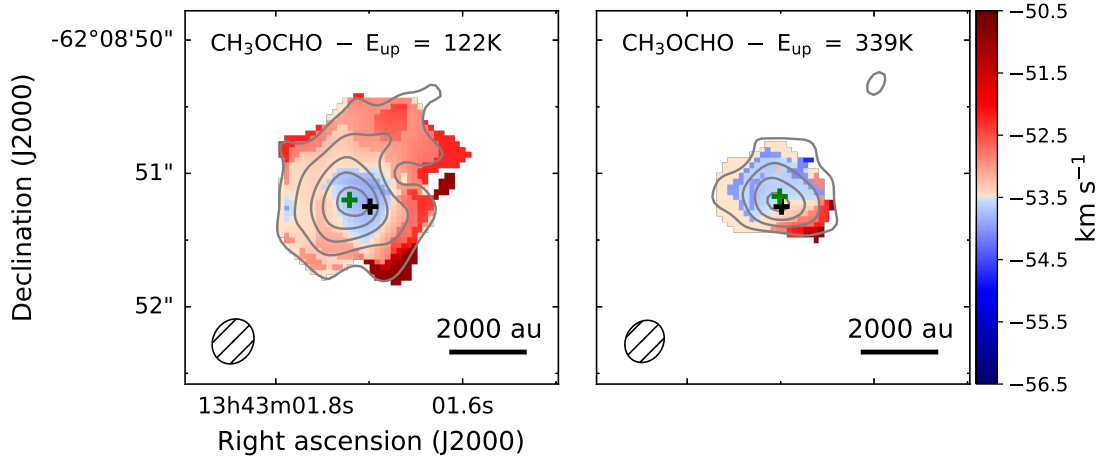 CH₃OCHO − E_up = 122K
CH₃OCHO − E_up = 339K
-62°08'50"
51"
52"
Declination (J2000)
2000 au
2000 au
13h43m01.8s
01.6s
Right ascension (J2000)
−50.5
−51.5
−52.5
−53.5
−54.5
−55.5
−56.5
km s⁻¹